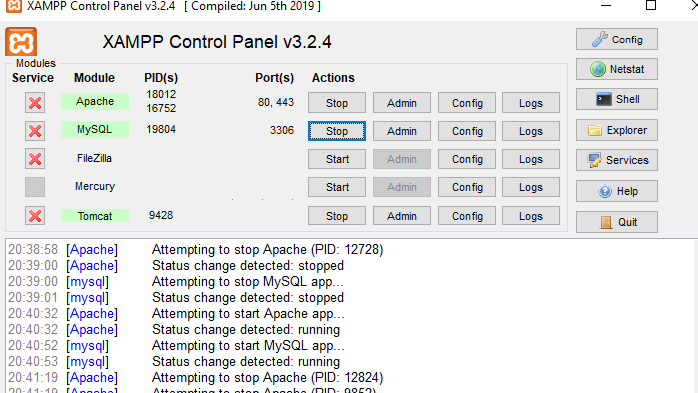 XAMPP Control Panel v3.2.4 [ Compiled: Jun 5th 2019 ]
XAMPP Control Panel v3.2.4
Config
Modules
Service Module PID(s) Port(s) Actions
Netstat
Apache 18012 16752 80, 443 Stop Admin Config Logs
Shell
MySQL 19804 3306 Stop Admin Config Logs
Explorer
FileZilla Start Admin Config Logs
Services
Mercury Start Admin Config Logs
Help
Tomcat 9428 Stop Admin Config Logs
Quit
20:38:58 [Apache] Attempting to stop Apache (PID: 12728)
20:39:00 [Apache] Status change detected: stopped
20:39:00 [mysql] Attempting to stop MySQL app...
20:39:01 [mysql] Status change detected: stopped
20:40:32 [Apache] Attempting to start Apache app...
20:40:32 [Apache] Status change detected: running
20:40:52 [mysql] Attempting to start MySQL app...
20:40:53 [mysql] Status change detected: running
20:41:19 [Apache] Attempting to stop Apache (PID: 12824)
20:41:19 [Apache] Attempting to stop Apache (PID: 9852)